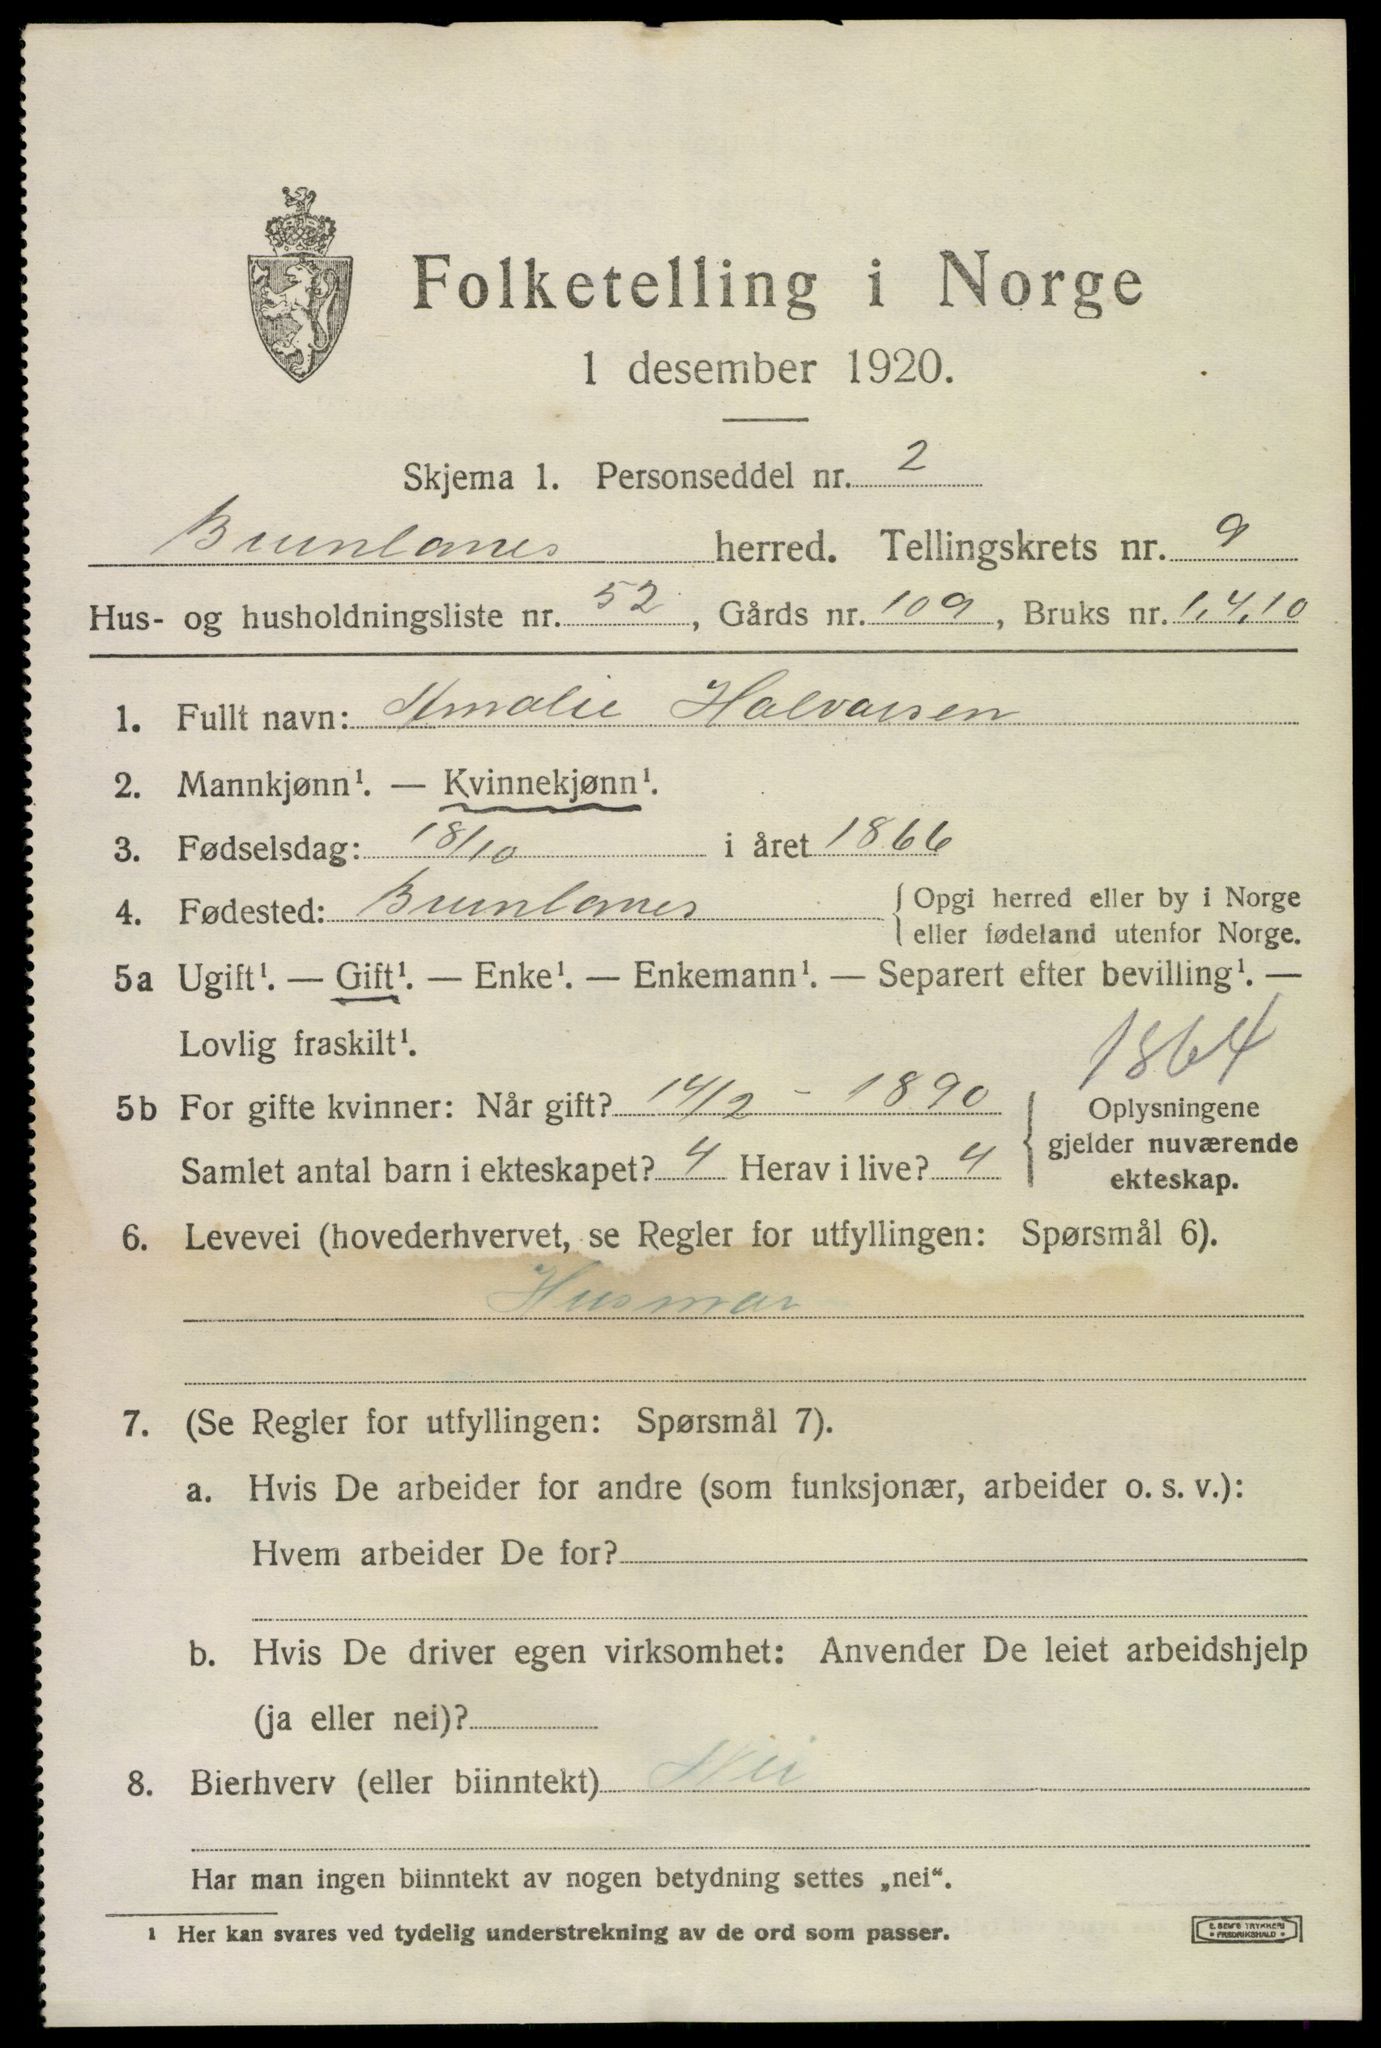 Folketelling i Norge
1 desember 1920.
Skjema 1. Personseddel nr. 2
Brunlanes herred. Tellingskrets nr. 9
Hus- og husholdningsliste nr. 52, Gårds nr. 109, Bruks nr. 1,4,10
1. Fullt navn: Amalie Halvorsen
2. Mannkjønn¹. — Kvinnekjønn¹.
3. Fødselsdag: 18/10 i året 1866
4. Fødested: Brunlanes { Opgi herred eller by i Norge
eller fødeland utenfor Norge.
5a Ugift¹. — Gift¹. — Enke¹. — Enkemann¹. — Separert efter bevilling¹. —
Lovlig fraskilt¹.
1864
5b For gifte kvinner: Når gift? 14/2 - 1890 { Oplysningene
gjelder nuværende
Samlet antal barn i ekteskapet? 4 Herav i live? 4 ekteskap.
6. Levevei (hovederhvervet, se Regler for utfyllingen: Spørsmål 6).
Husmor
7. (Se Regler for utfyllingen: Spørsmål 7).
a. Hvis De arbeider for andre (som funksjonær, arbeider o. s. v.):
Hvem arbeider De for?
b. Hvis De driver egen virksomhet: Anvender De leiet arbeidshjelp
(ja eller nei)?
8. Bierhverv (eller biinntekt) Nei
Har man ingen biinntekt av nogen betydning settes „nei“.
¹ Her kan svares ved tydelig understrekning av de ord som passer.
E. SEM'S TRYKKERI
* FREDRIKSHALD *